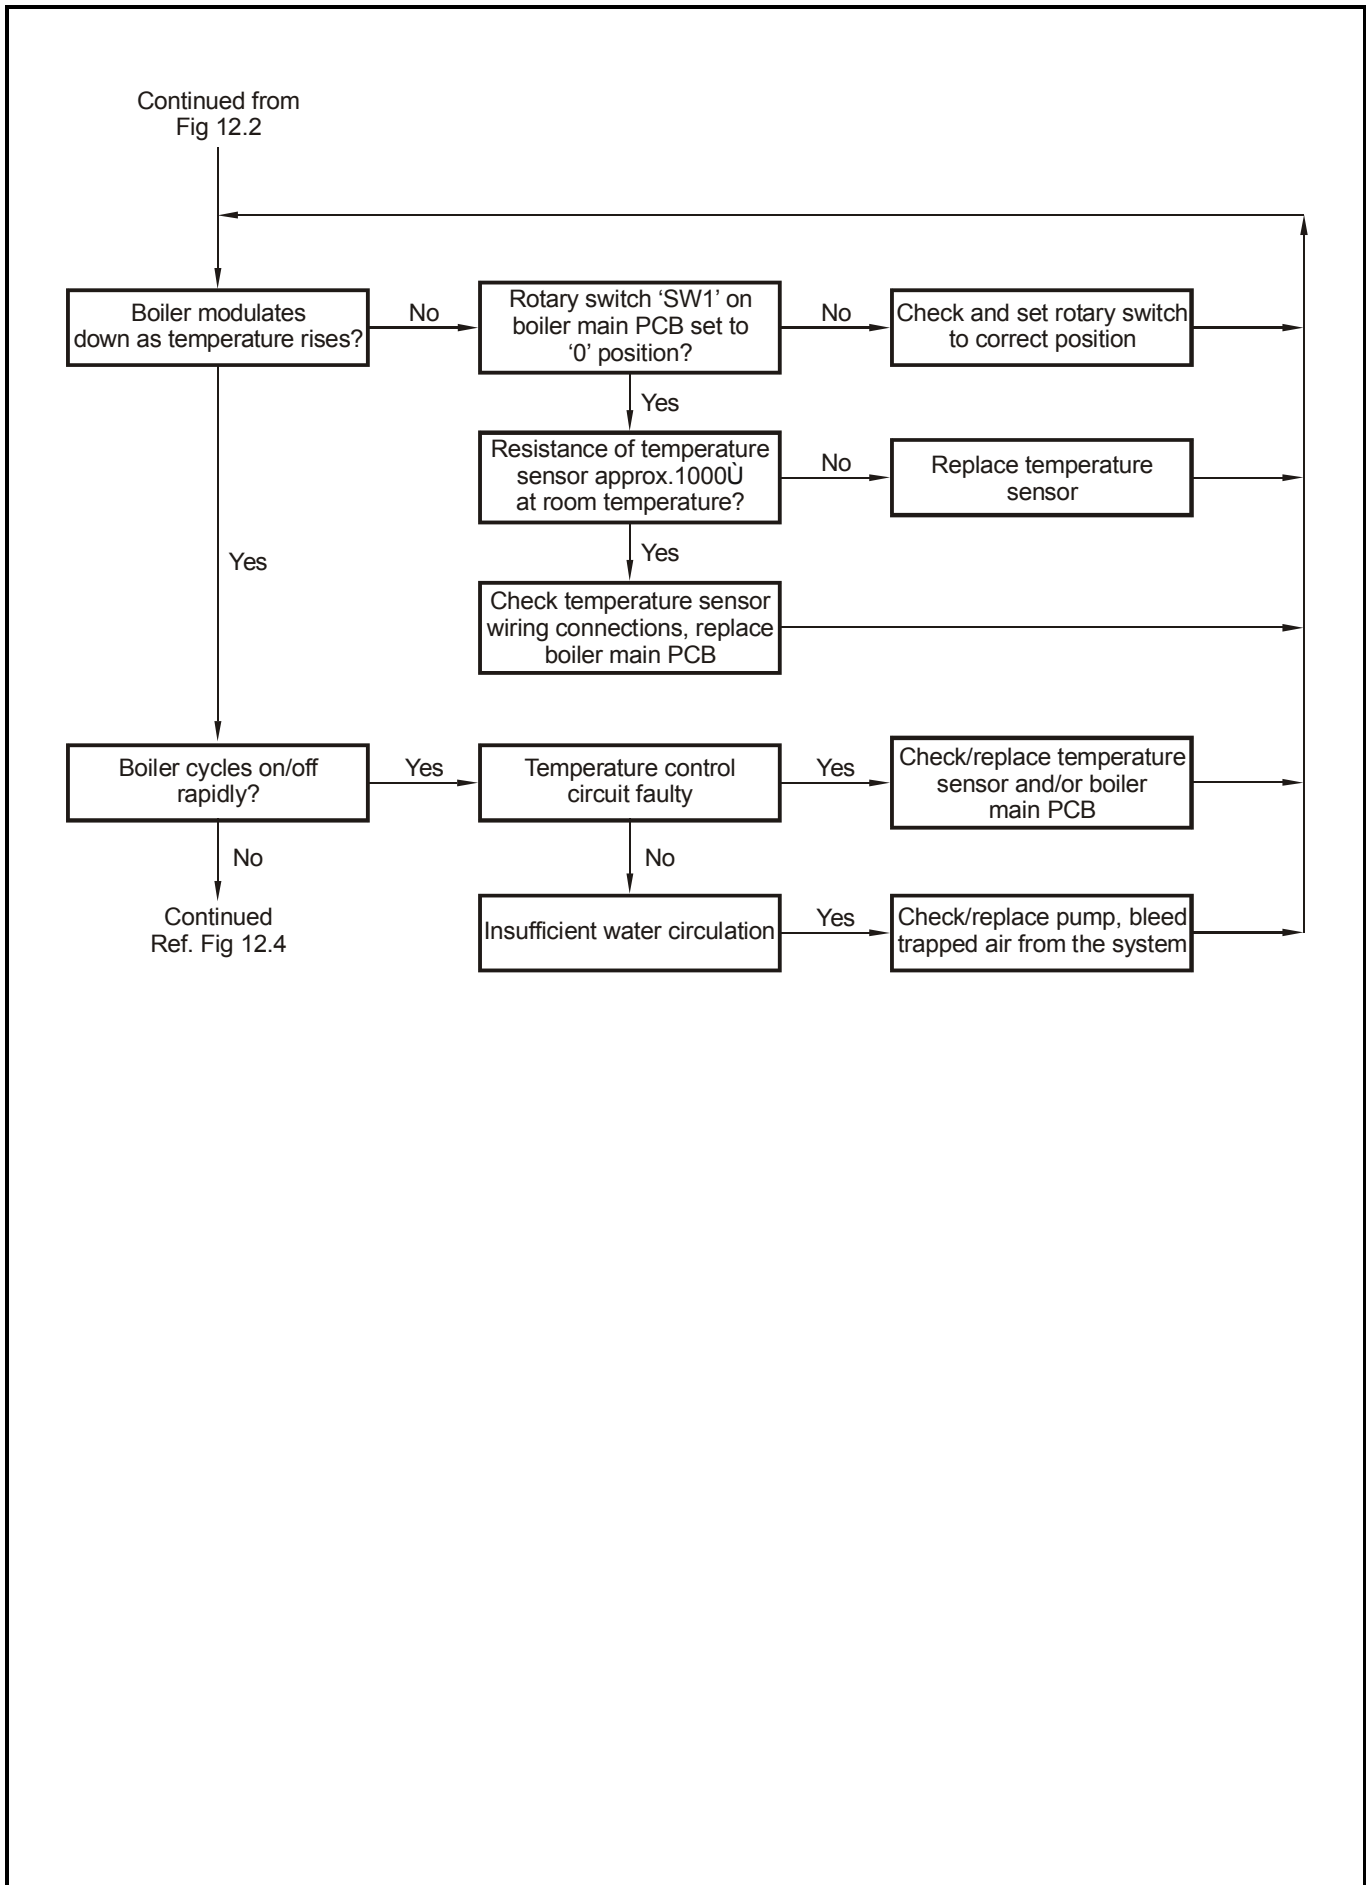 Continued from
Fig 12.2
Boiler modulates
down as temperature rises?
No
Rotary switch ‘SW1’ on
boiler main PCB set to
‘0’ position?
No
Check and set rotary switch
to correct position
Yes
Resistance of temperature
sensor approx.1000Ù
at room temperature?
No
Replace temperature
sensor
Yes
Yes
Check temperature sensor
wiring connections, replace
boiler main PCB
Boiler cycles on/off
rapidly?
Yes
Temperature control
circuit faulty
Yes
Check/replace temperature
sensor and/or boiler
main PCB
No
No
Continued
Ref. Fig 12.4
Insufficient water circulation
Yes
Check/replace pump, bleed
trapped air from the system